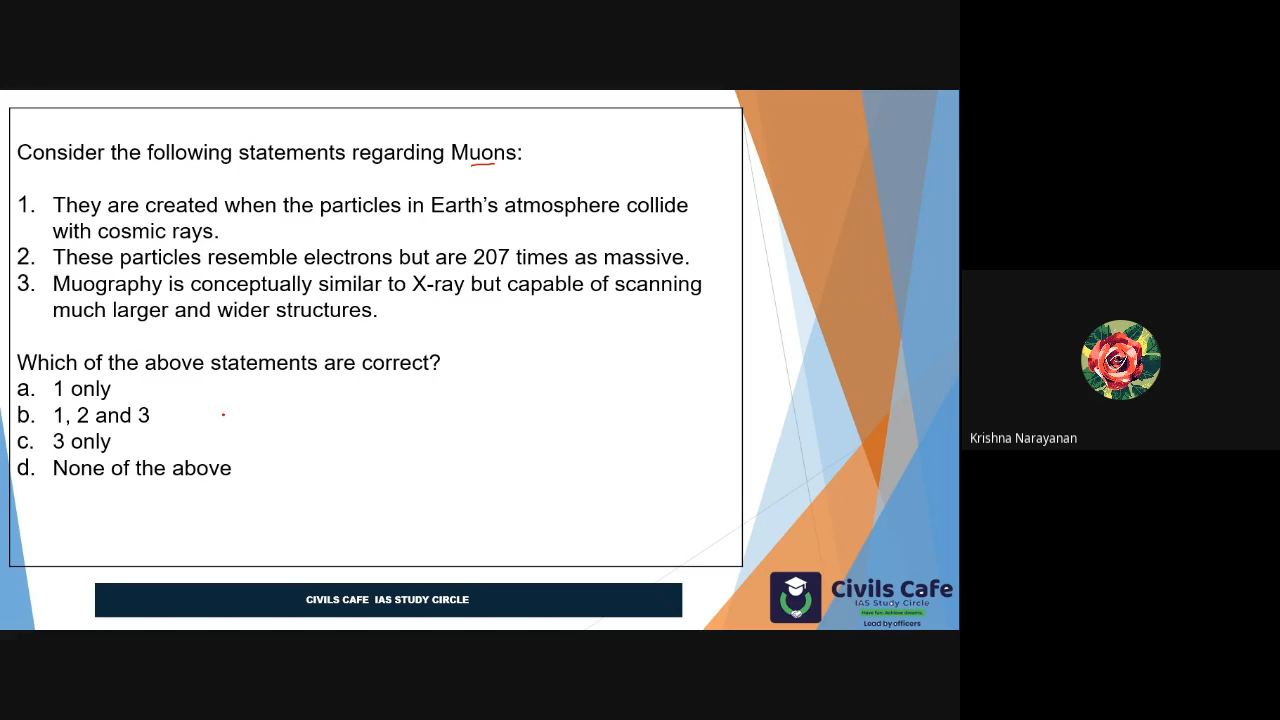 Consider the following statements regarding Muons:
1. They are created when the particles in Earth's atmosphere collide
with cosmic rays.
2. These particles resemble electrons but are 207 times as massive.
3. Muography is conceptually similar to X-ray but capable of scanning
much larger and wider structures.
Which of the above statements are correct?
a. 1 only
b. 1, 2 and 3
c. 3 only
d. None of the above
Krishna Narayanan
CIVILS CAFE IAS STUDY CIRCLE
Civils Cafe
IAS Study Circle
Have fun. Achieve dreams.
Lead by officers